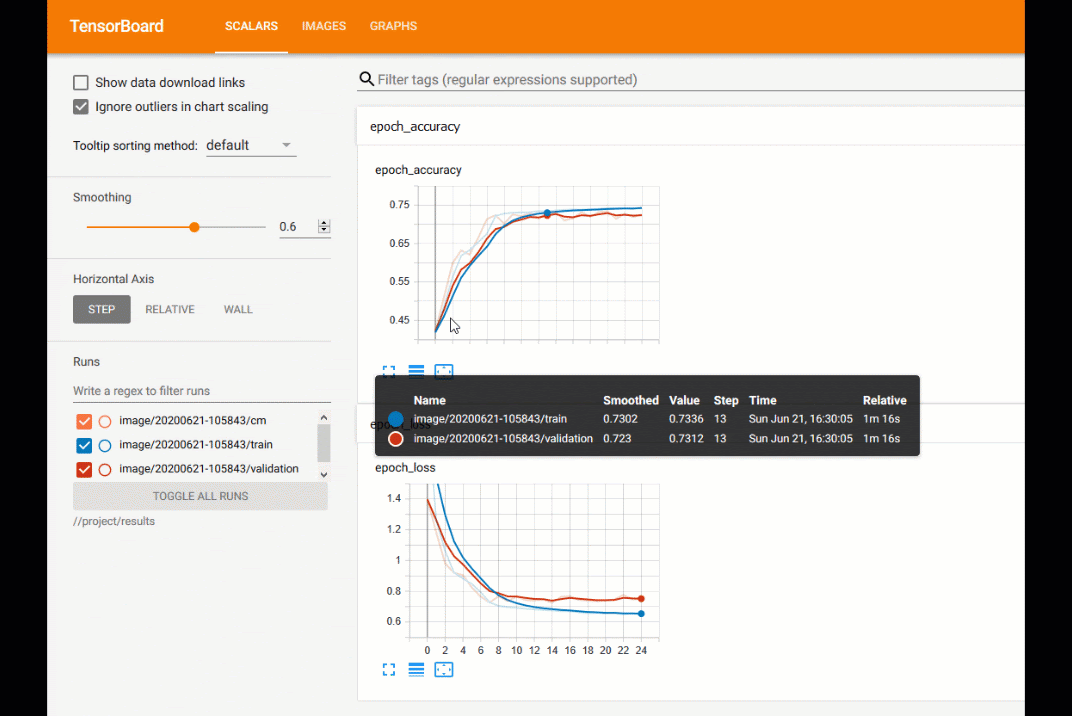 TensorBoard SCALARS IMAGES GRAPHS
Show data download links
Ignore outliers in chart scaling
Tooltip sorting method: default
Smoothing
0.6
Horizontal Axis
STEP RELATIVE WALL
Runs
Write a regex to filter runs
image/20200621-105843/cm
image/20200621-105843/train
image/20200621-105843/validation
TOGGLE ALL RUNS
//project/results
Filter tags (regular expressions supported)
epoch_accuracy
epoch_accuracy
0.75
0.65
0.55
0.45
Name Smoothed Value Step Time Relative
image/20200621-105843/train 0.7302 0.7336 13 Sun Jun 21, 16:30:05 1m 16s
image/20200621-105843/validation 0.723 0.7312 13 Sun Jun 21, 16:30:05 1m 16s
epoch_loss
epoch_loss
1.4
1.2
1
0.8
0.6
0 2 4 6 8 10 12 14 16 18 20 22 24